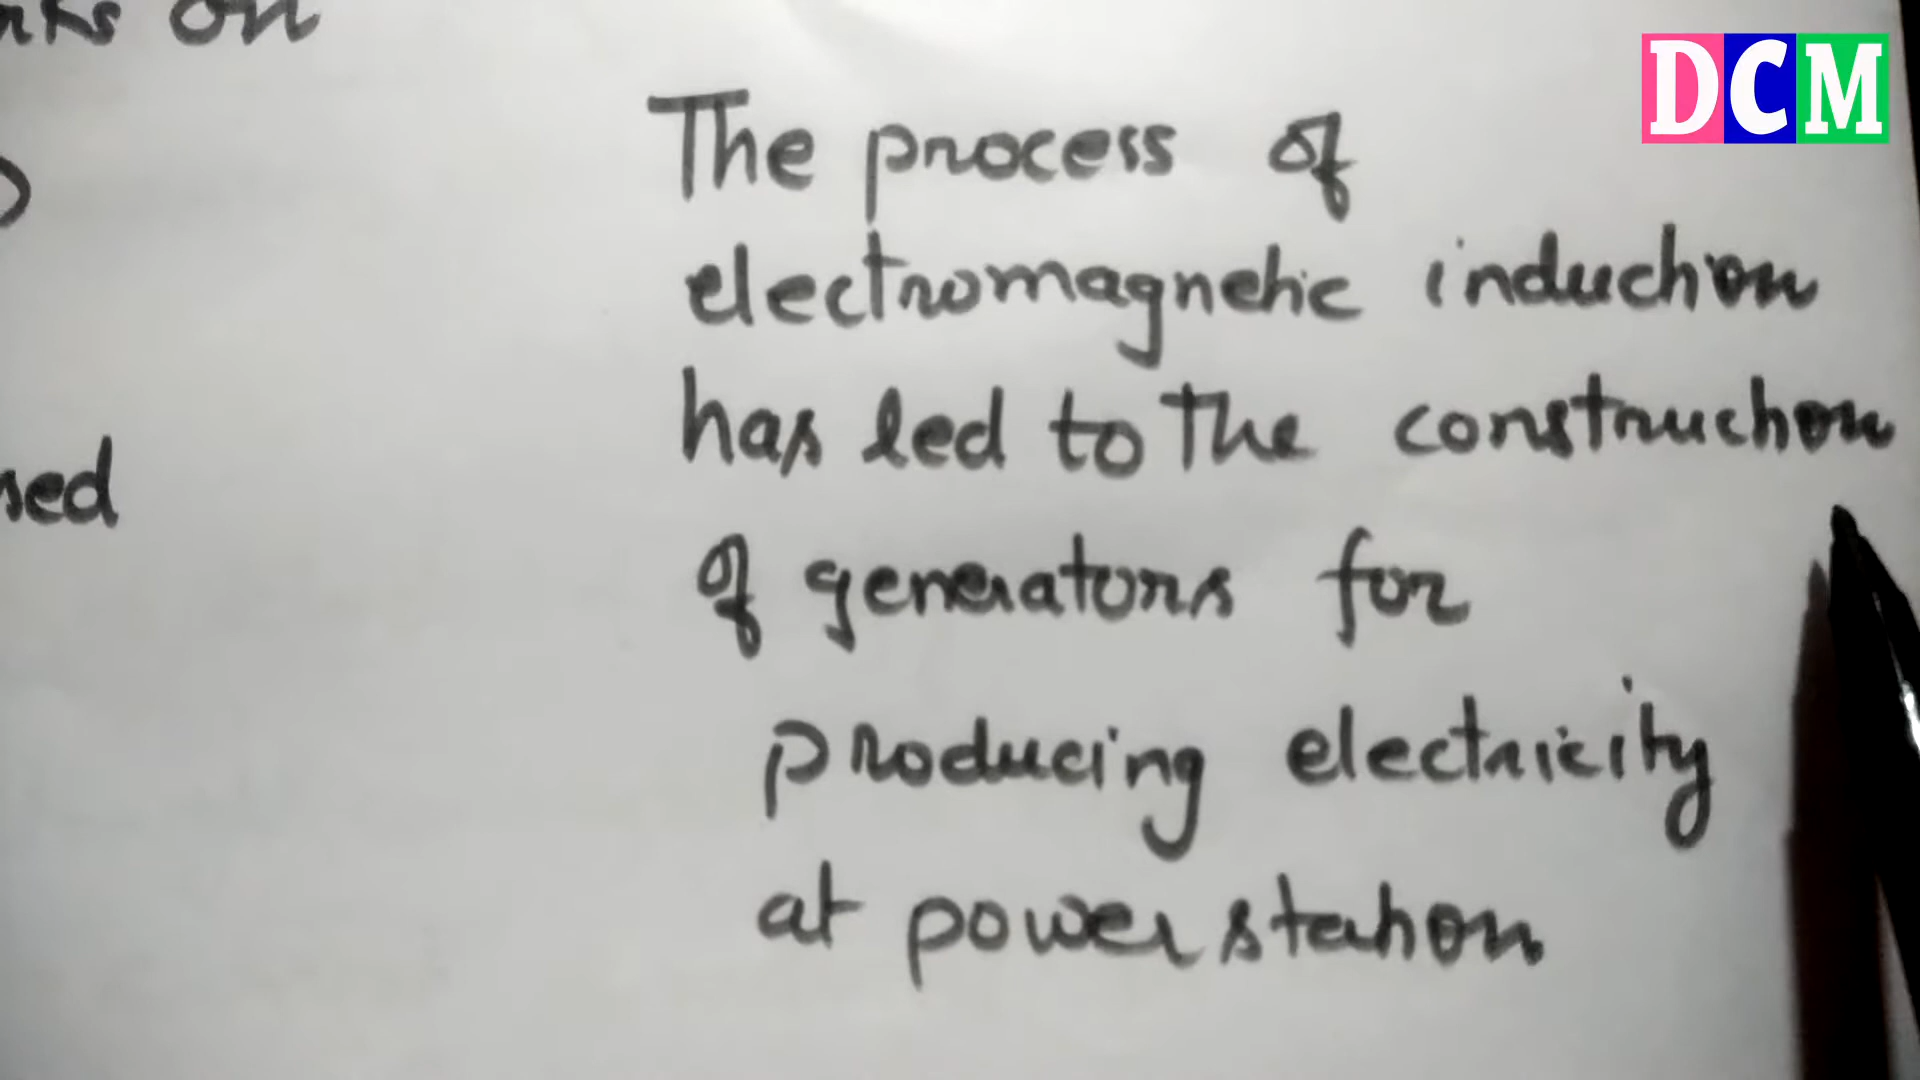 on
DCM
The process of
electromagnetic induction
has led to the construction
sed
of generators for
producing electricity
at power station